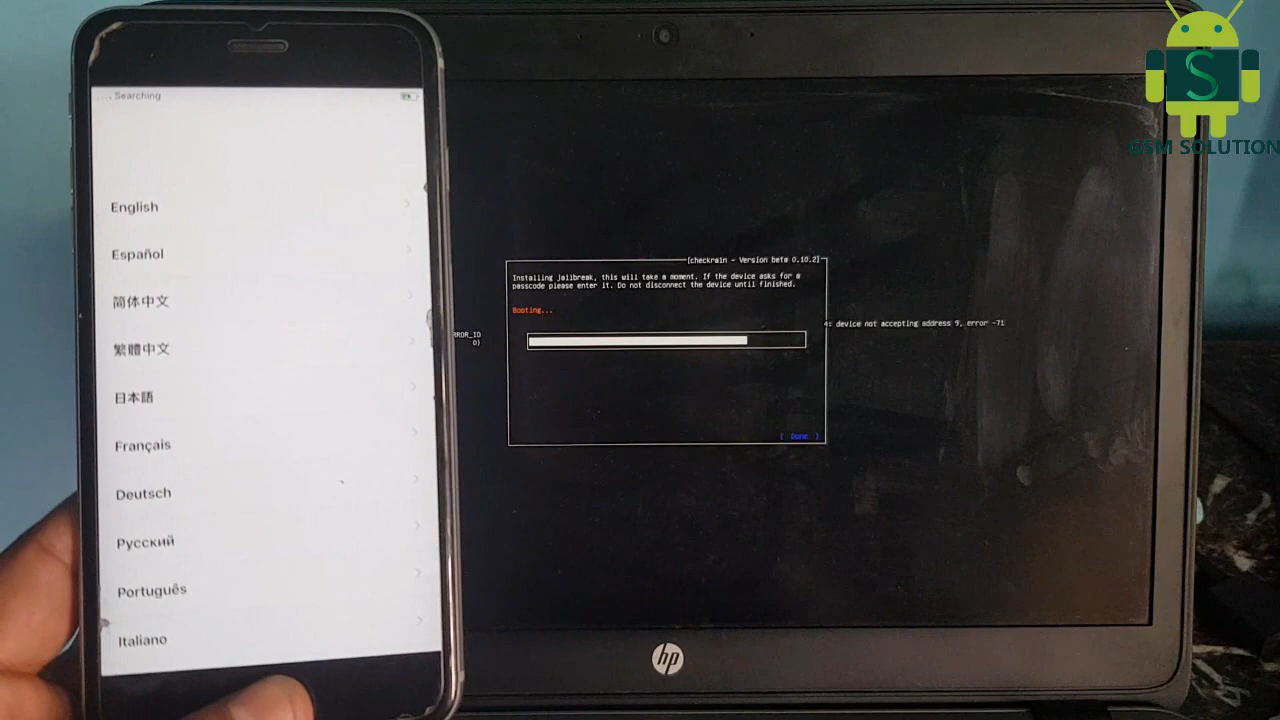 Searching
English
Español
简体中文
繁體中文
日本語
Français
Deutsch
Русский
Português
Italiano
[checkra1n - Version beta 0.10.2]
Installing jailbreak, this will take a moment. If the device asks for a
passcode please enter it. Do not disconnect the device until finished.
Booting...
[ Done ]
RROR_IO
0)
4: device not accepting address 9, error -71
hp
S
GSM SOLUTION